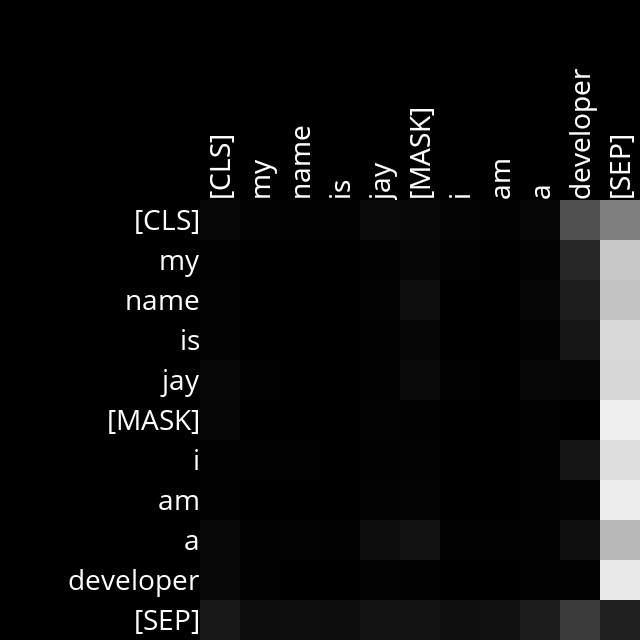 [CLS] my name is jay [MASK] i am a developer [SEP]
[CLS]
my
name
is
jay
[MASK]
i
am
a
developer
[SEP]